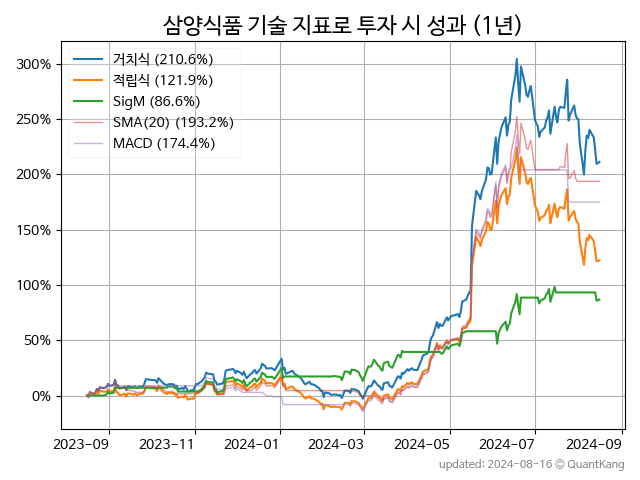 삼양식품 기술 지표로 투자 시 성과 (1년)
거치식 (210.6%)
적립식 (121.9%)
SigM (86.6%)
SMA(20) (193.2%)
MACD (174.4%)
300%
250%
200%
150%
100%
50%
0%
2023-09 2023-11 2024-01 2024-03 2024-05 2024-07 2024-09
updated: 2024-08-16 © QuantKang